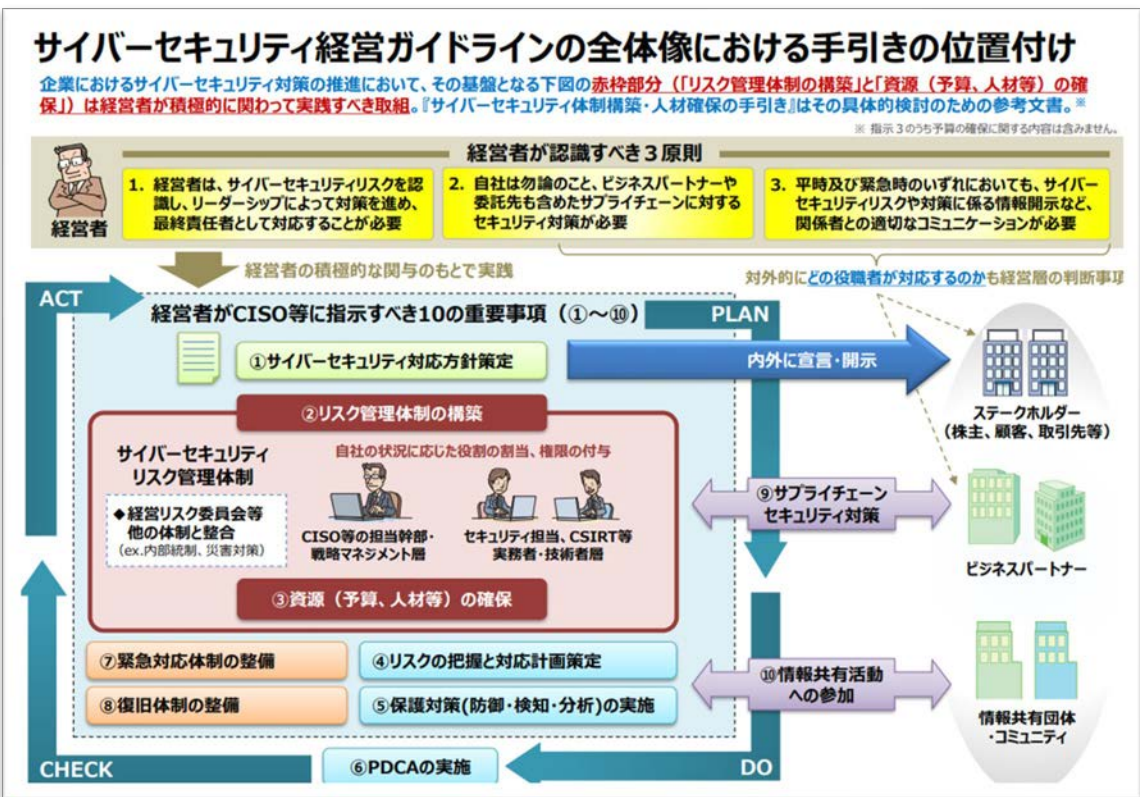 サイバーセキュリティ経営ガイドラインの全体像における手引きの位置付け
企業におけるサイバーセキュリティ対策の推進において、その基盤となる下図の赤枠部分（「リスク管理体制の構築」と「資源（予算、人材等）の確
保」）は経営者が積極的に関わって実践すべき取組。『サイバーセキュリティ体制構築・人材確保の手引き』はその具体的検討のための参考文書。※
※ 指示３のうち予算の確保に関する内容は含みません。
経営者が認識すべき３原則
経営者
1. 経営者は、サイバーセキュリティリスクを認
識し、リーダーシップによって対策を進め、
最終責任者として対応することが必要
2. 自社は勿論のこと、ビジネスパートナーや
委託先も含めたサプライチェーンに対する
セキュリティ対策が必要
3. 平時及び緊急時のいずれにおいても、サイバー
セキュリティリスクや対策に係る情報開示など、
関係者との適切なコミュニケーションが必要
経営者の積極的な関与のもとで実践
対外的にどの役職者が対応するのかも経営層の判断事項
ACT
経営者がCISO等に指示すべき10の重要事項（①～⑩）
PLAN
①サイバーセキュリティ対応方針策定
内外に宣言・開示
ステークホルダー
（株主、顧客、取引先等）
②リスク管理体制の構築
サイバーセキュリティ
リスク管理体制
◆経営リスク委員会等
他の体制と整合
（ex.内部統制、災害対策）
自社の状況に応じた役割の割当、権限の付与
CISO等の担当幹部・
戦略マネジメント層
セキュリティ担当、CSIRT等
実務者・技術者層
③資源（予算、人材等）の確保
⑨サプライチェーン
セキュリティ対策
ビジネスパートナー
⑦緊急対応体制の整備
④リスクの把握と対応計画策定
⑧復旧体制の整備
⑤保護対策(防御・検知・分析)の実施
⑩情報共有活動
への参加
情報共有団体
・コミュニティ
CHECK
⑥PDCAの実施
DO